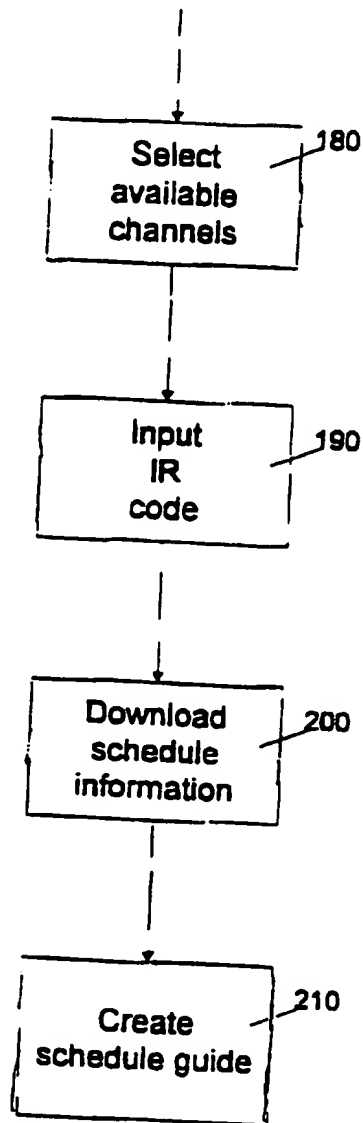 180
Select
available
channels
190
Input
IR
code
200
Download
schedule
information
210
Create
schedule guide